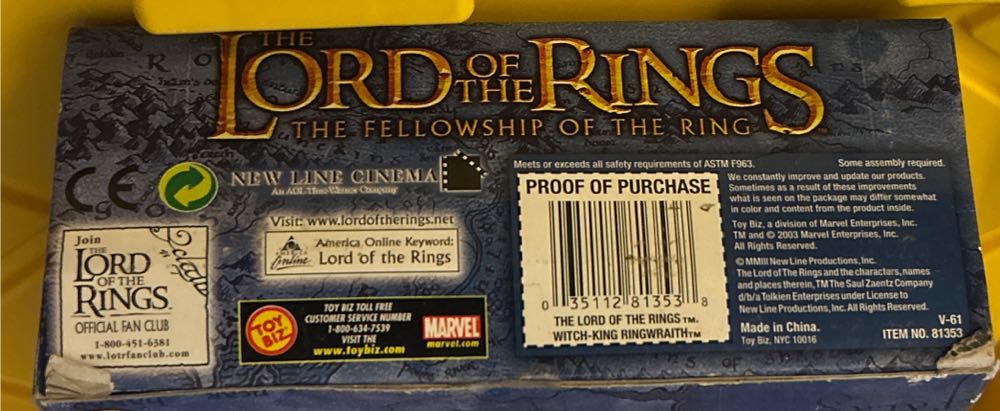 THE
LORD OF THE RINGS
THE FELLOWSHIP OF THE RING
CE
NEW LINE CINEMA
An AOL Time Warner Company
Visit: www.lordoftherings.net
America Online Keyword:
Lord of the Rings
AMERICA
Online
Join
THE
LORD
OF THE
RINGS
OFFICIAL FAN CLUB
1-800-451-6381
www.lotrfanclub.com
TOY BIZ
TOY BIZ TOLL FREE
CUSTOMER SERVICE NUMBER
1-800-634-7539
VISIT THE
www.toybiz.com
MARVEL
marvel.com
Meets or exceeds all safety requirements of ASTM F963.
Some assembly required.
PROOF OF PURCHASE
0 35112 81353 8
THE LORD OF THE RINGS TM.
WITCH-KING RINGWRAITH TM
We constantly improve and update our products.
Sometimes as a result of these improvements
what is seen on the package may differ somewhat
in color and content from the product inside.
Toy Biz, a division of Marvel Enterprises, Inc.
TM and © 2003 Marvel Enterprises, Inc.
All Rights Reserved.
© MMIII New Line Productions, Inc.
The Lord of The Rings and the characters, names
and places therein, TM The Saul Zaentz Company
d/b/a Tolkien Enterprises under License to
New Line Productions, Inc. All Rights Reserved.
Made in China.
Toy Biz, NYC 10016
V-61
ITEM NO. 81353